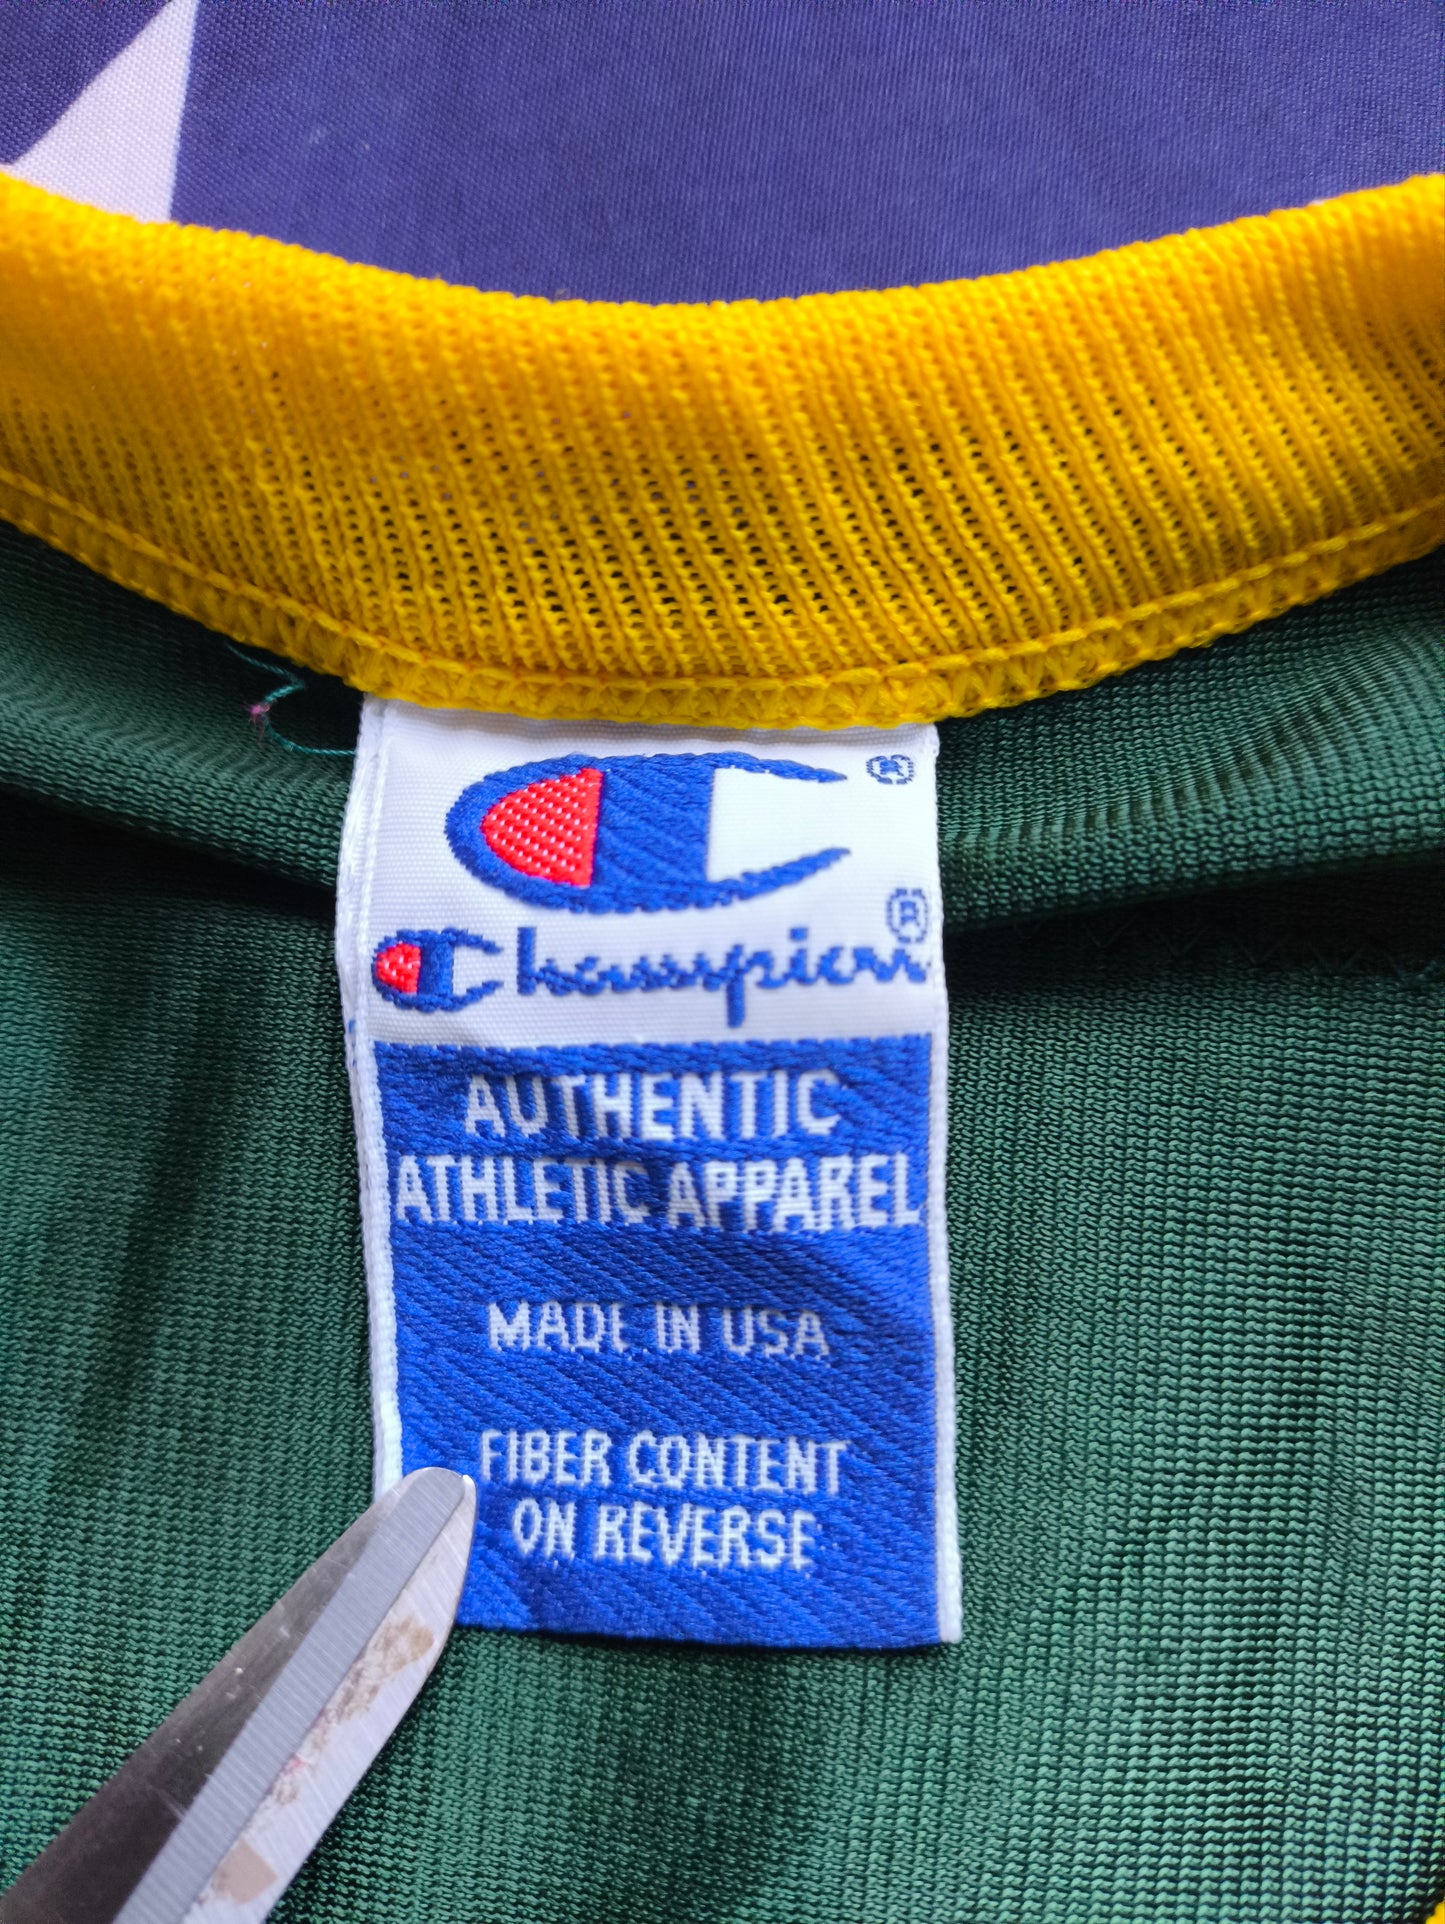 ®
Champion®
AUTHENTIC
ATHLETIC APPAREL
MADE IN USA
FIBER CONTENT
ON REVERSE